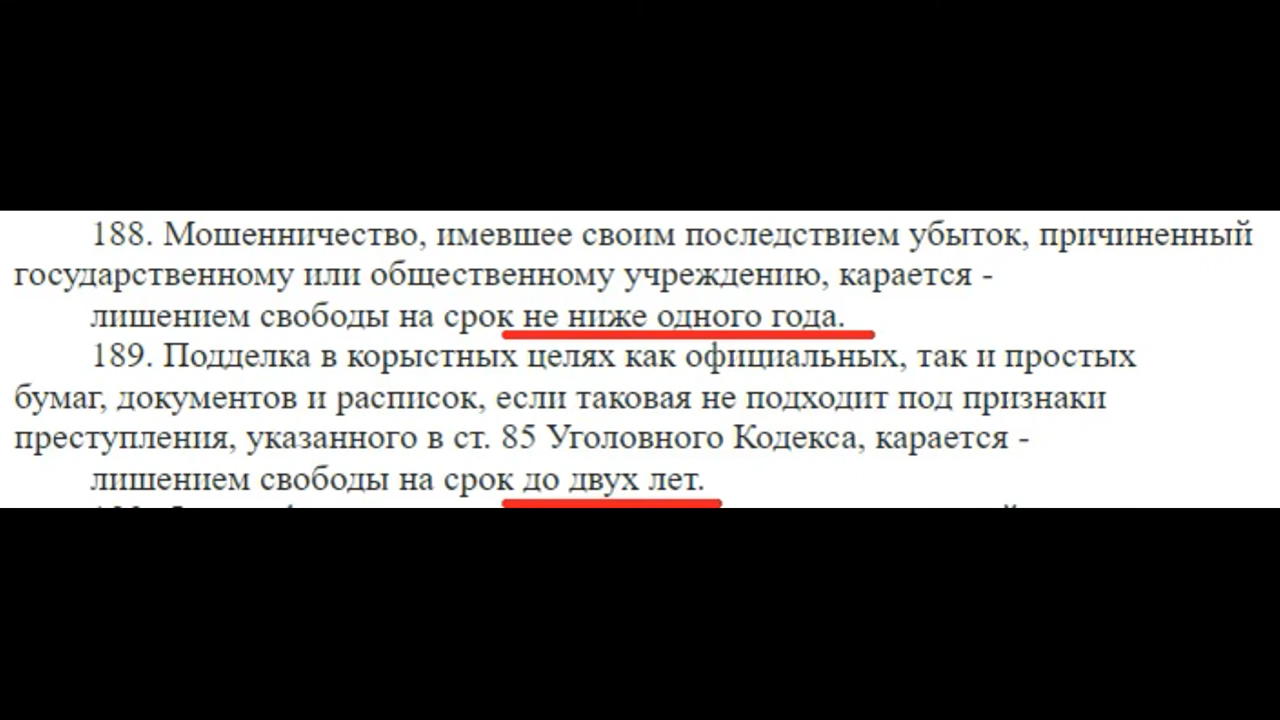 188. Мошенничество, имевшее своим последствием убыток, причиненный
государственному или общественному учреждению, карается -
лишением свободы на срок не ниже одного года.
189. Подделка в корыстных целях как официальных, так и простых
бумаг, документов и расписок, если таковая не подходит под признаки
преступления, указанного в ст. 85 Уголовного Кодекса, карается -
лишением свободы на срок до двух лет.